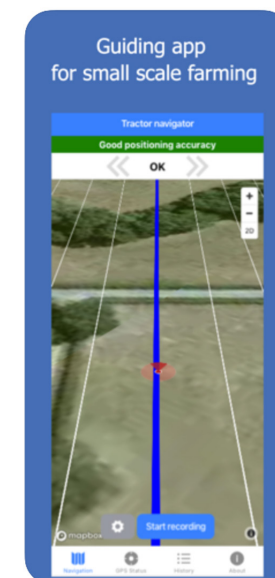 Guiding app
for small scale farming
Tractor navigator
Good positioning accuracy
OK
+
−
2D
mapbox
Start recording
Navigation
GPS Status
History
About